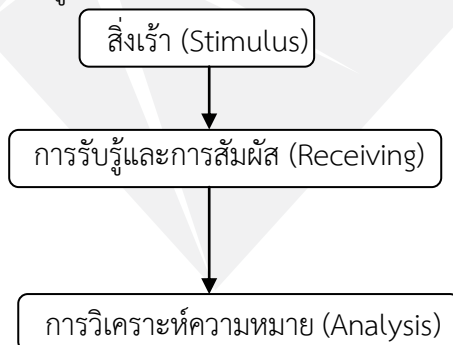 สิ่งเร้า (Stimulus)
การรับรู้และการสัมผัส (Receiving)
การวิเคราะห์ความหมาย (Analysis)